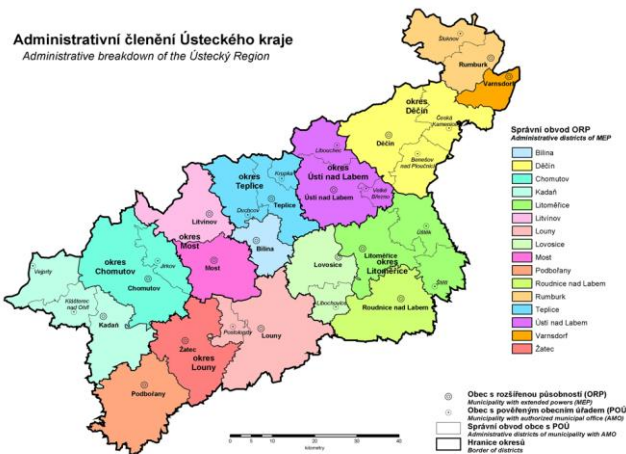 Administrativní členění Ústeckého kraje
Administrative breakdown of the Ústecký Region
Šluknov
Rumburk
Varnsdorf
okres
Děčín
Děčín
Česká
Kamenice
Benešov
nad Ploučnicí
Libouchec
okres
Ústí nad Labem
Ústí nad Labem
Velké
Březno
okres
Teplice
Krupka
Teplice
Duchcov
Bílina
Litvínov
okres
Most
Most
okres
Chomutov
Jirkov
Chomutov
Vejprty
Klášterec
nad Ohří
Kadaň
Lovosice
Litoměřice
okres
Litoměřice
Úštěk
Štětí
Libochovice
Roudnice nad Labem
Postoloprty
Louny
Žatec
okres
Louny
Podbořany
Správní obvod ORP
Administrative districts of MEP
Bílina
Děčín
Chomutov
Kadaň
Litoměřice
Litvínov
Louny
Lovosice
Most
Podbořany
Roudnice nad Labem
Rumburk
Teplice
Ústí nad Labem
Varnsdorf
Žatec
Obec s rozšířenou působností (ORP)
Municipality with extended powers (MEP)
Obec s pověřeným obecním úřadem (POÚ)
Municipality with authorized municipal office (AMO)
Správní obvod obce s POÚ
Administrative districts of municipality with AMO
Hranice okresů
Border of districts
0 10 20 30 40
kilometry